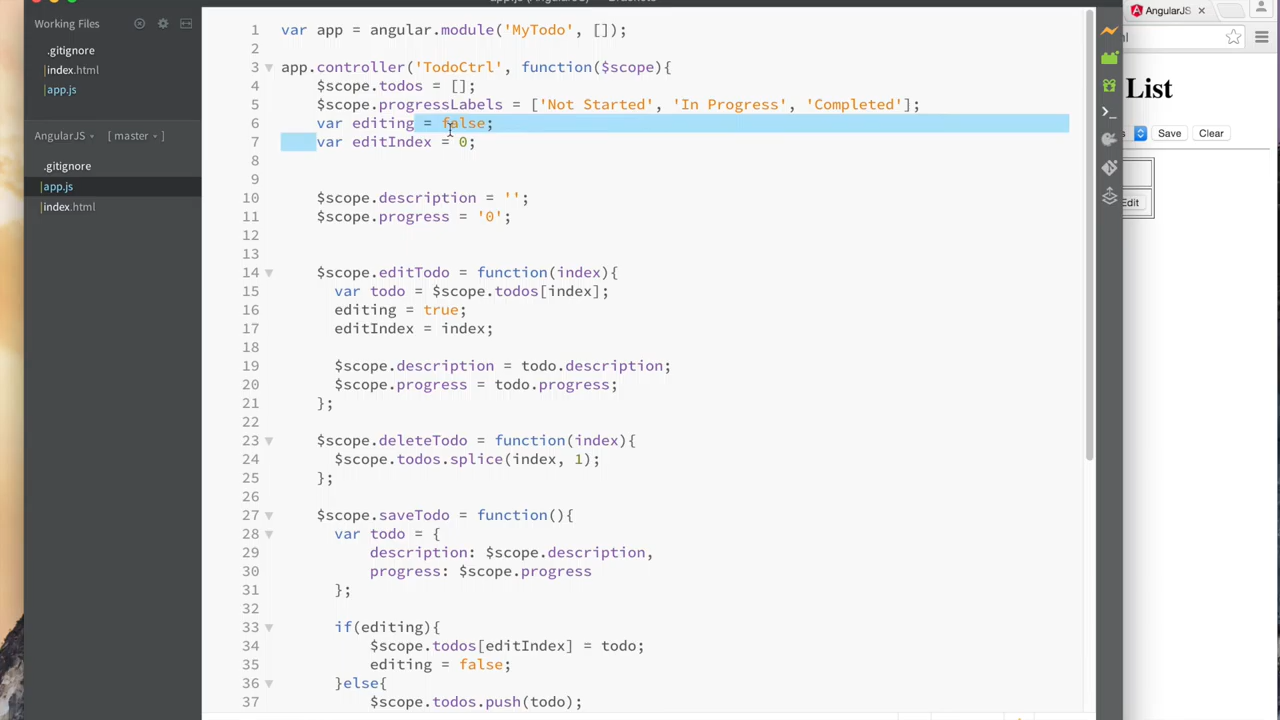 Working Files
.gitignore
index.html
app.js
AngularJS
[ master ]
.gitignore
app.js
index.html
1 var app = angular.module('MyTodo', []);
2
3 app.controller('TodoCtrl', function($scope){
4 $scope.todos = [];
5 $scope.progressLabels = ['Not Started', 'In Progress', 'Completed'];
6 var editing = false;
7 var editIndex = 0;
8
9
10 $scope.description = '';
11 $scope.progress = '0';
12
13
14 $scope.editTodo = function(index){
15 var todo = $scope.todos[index];
16 editing = true;
17 editIndex = index;
18
19 $scope.description = todo.description;
20 $scope.progress = todo.progress;
21 };
22
23 $scope.deleteTodo = function(index){
24 $scope.todos.splice(index, 1);
25 };
26
27 $scope.saveTodo = function(){
28 var todo = {
29 description: $scope.description,
30 progress: $scope.progress
31 };
32
33 if(editing){
34 $scope.todos[editIndex] = todo;
35 editing = false;
36 }else{
37 $scope.todos.push(todo);
AngularJS
List
Save Clear
Edit